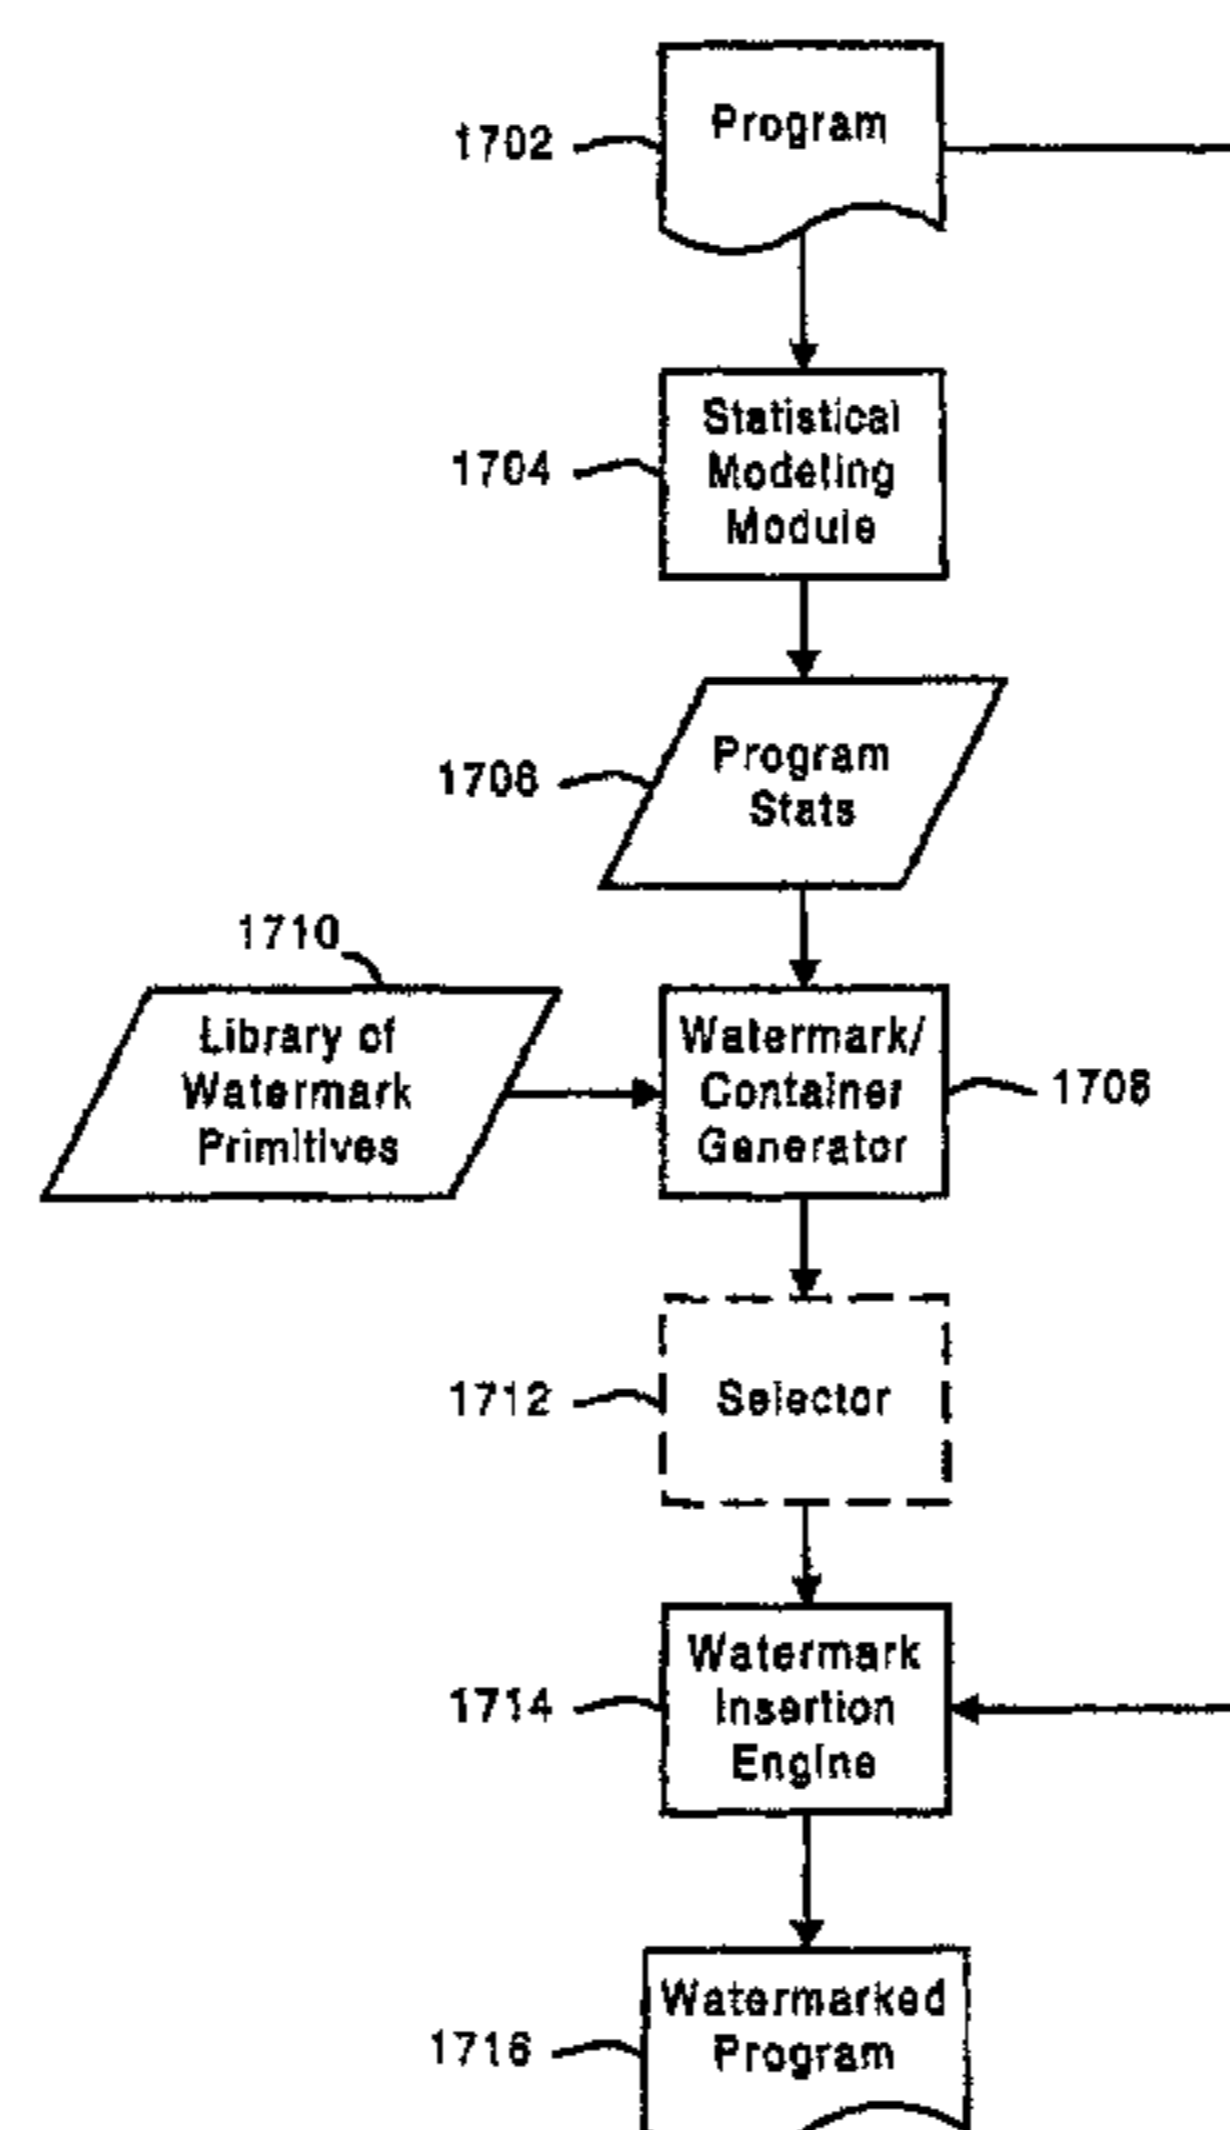 Program
1702
Statistical
Modeling
Module
1704
Program
Stats
1706
1710
Library of
Watermark
Primitives
Watermark/
Container
Generator
1708
Selector
1712
Watermark
Insertion
Engine
1714
Watermarked
Program
1716